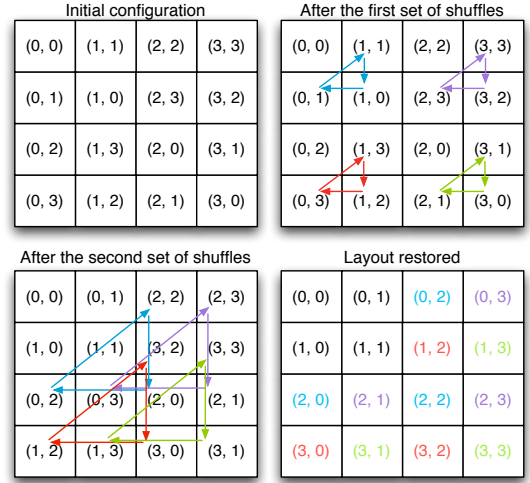 Initial configuration
(0, 0) (1, 1) (2, 2) (3, 3)
(0, 1) (1, 0) (2, 3) (3, 2)
(0, 2) (1, 3) (2, 0) (3, 1)
(0, 3) (1, 2) (2, 1) (3, 0)
After the first set of shuffles
(0, 0) (1, 1) (2, 2) (3, 3)
(0, 1) (1, 0) (2, 3) (3, 2)
(0, 2) (1, 3) (2, 0) (3, 1)
(0, 3) (1, 2) (2, 1) (3, 0)
After the second set of shuffles
(0, 0) (0, 1) (2, 2) (2, 3)
(1, 0) (1, 1) (3, 2) (3, 3)
(0, 2) (0, 3) (2, 0) (2, 1)
(1, 2) (1, 3) (3, 0) (3, 1)
Layout restored
(0, 0) (0, 1) (0, 2) (0, 3)
(1, 0) (1, 1) (1, 2) (1, 3)
(2, 0) (2, 1) (2, 2) (2, 3)
(3, 0) (3, 1) (3, 2) (3, 3)